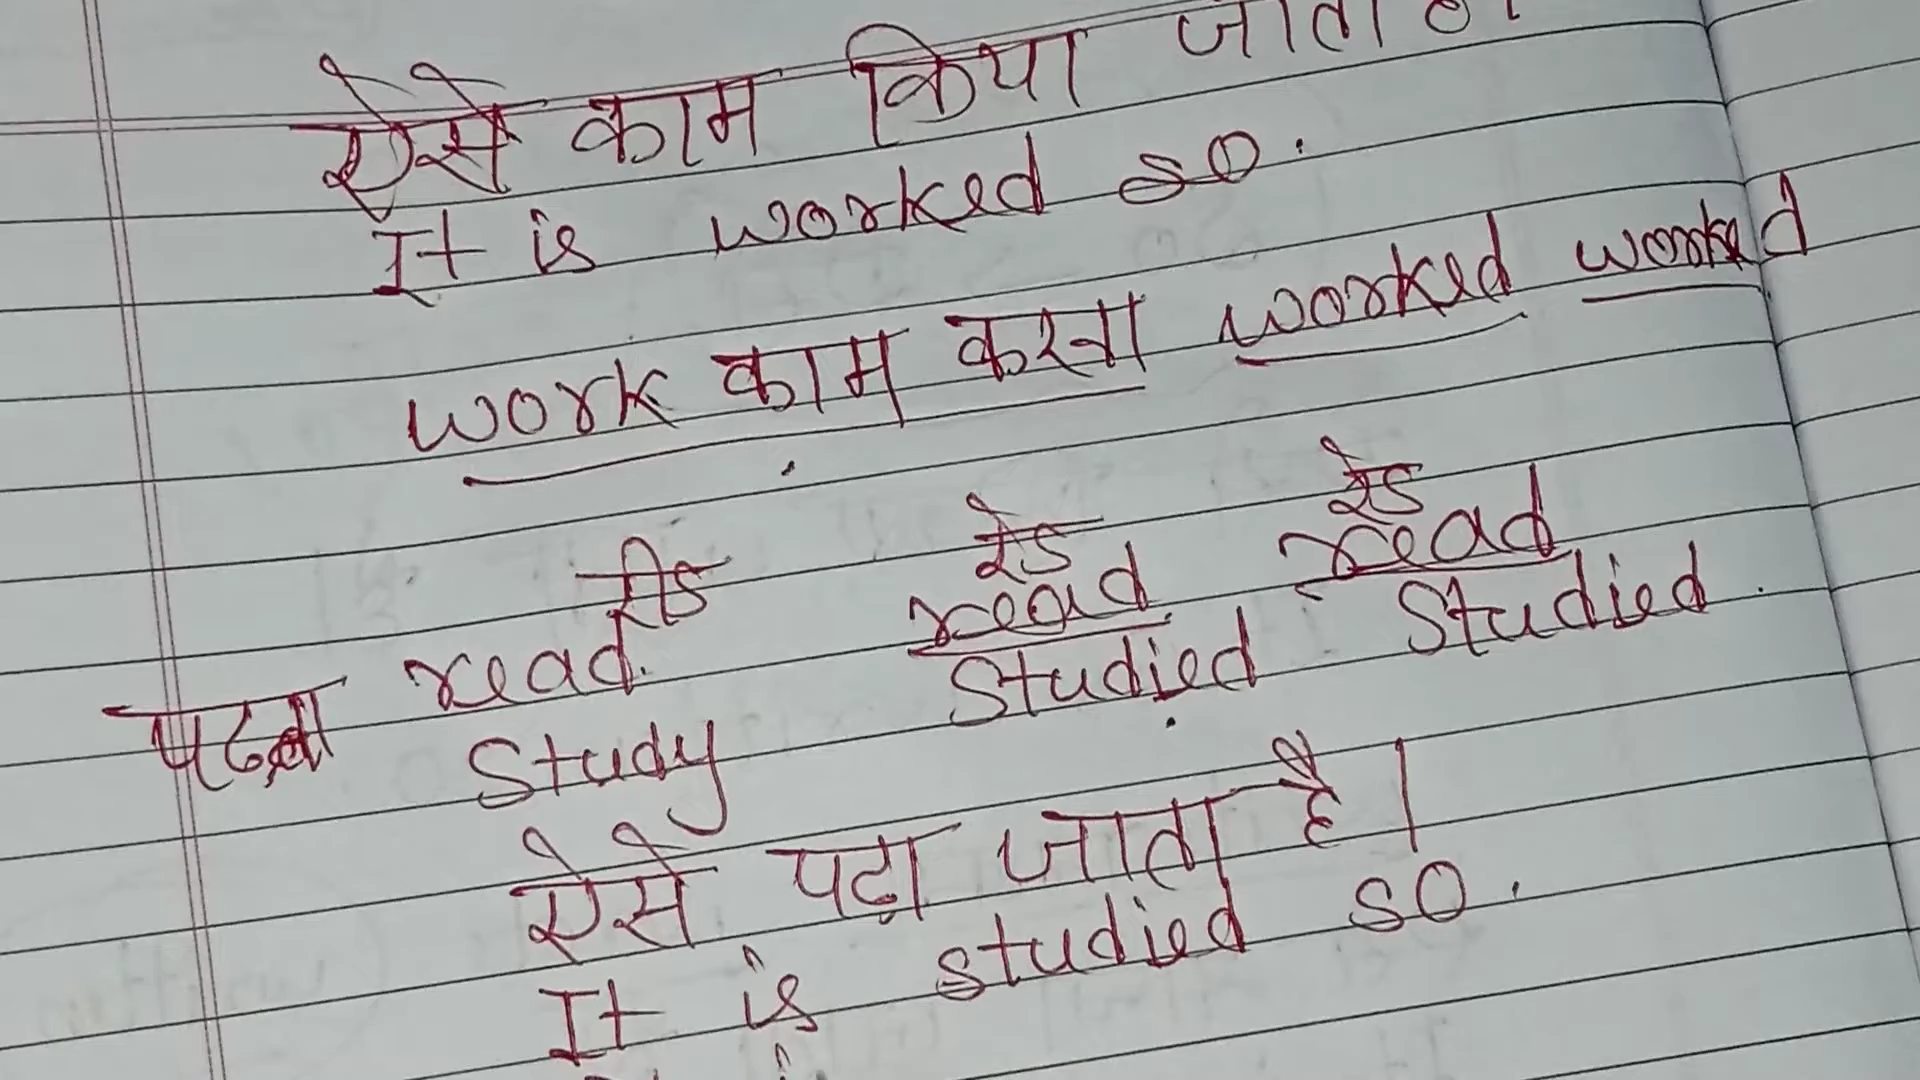 ऐसे काम किया जाता है।
It is worked so.
work काम करना worked worked
रीड रेड रेड
पढना read. read read
study studied studied.
ऐसे पढ़ा जाता है।
It is studied so.